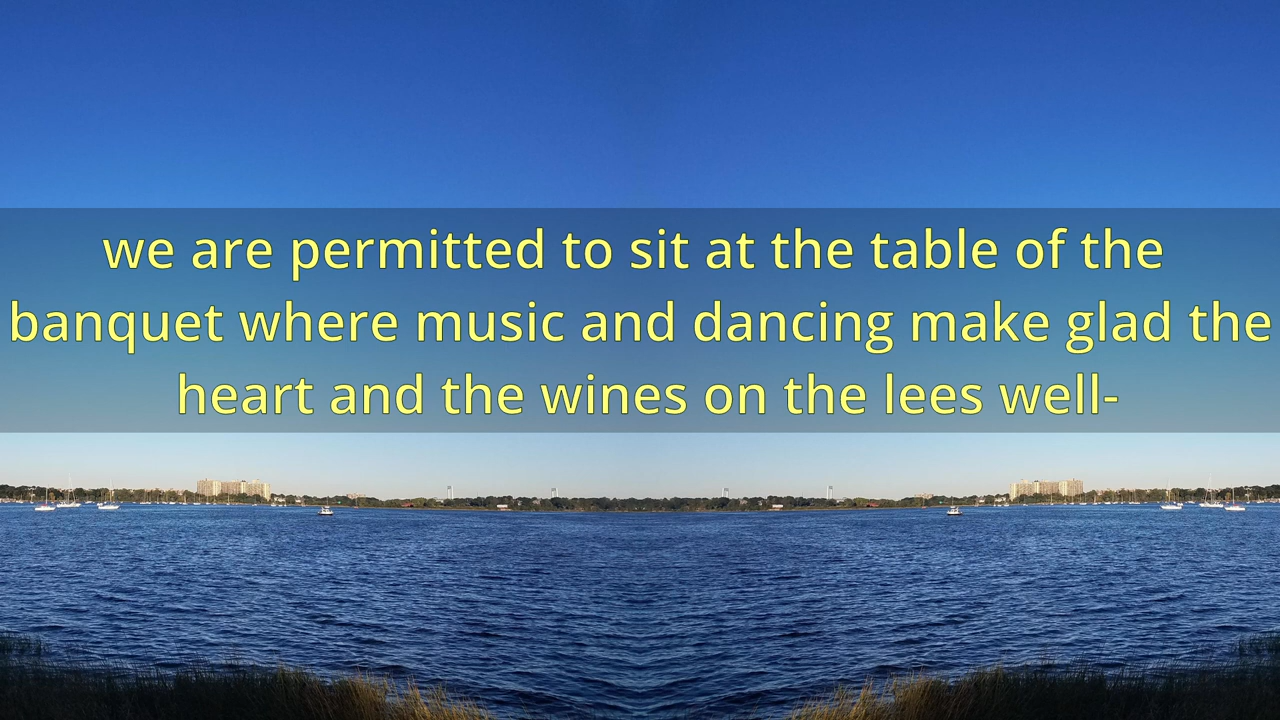 we are permitted to sit at the table of the
banquet where music and dancing make glad the
heart and the wines on the lees well-